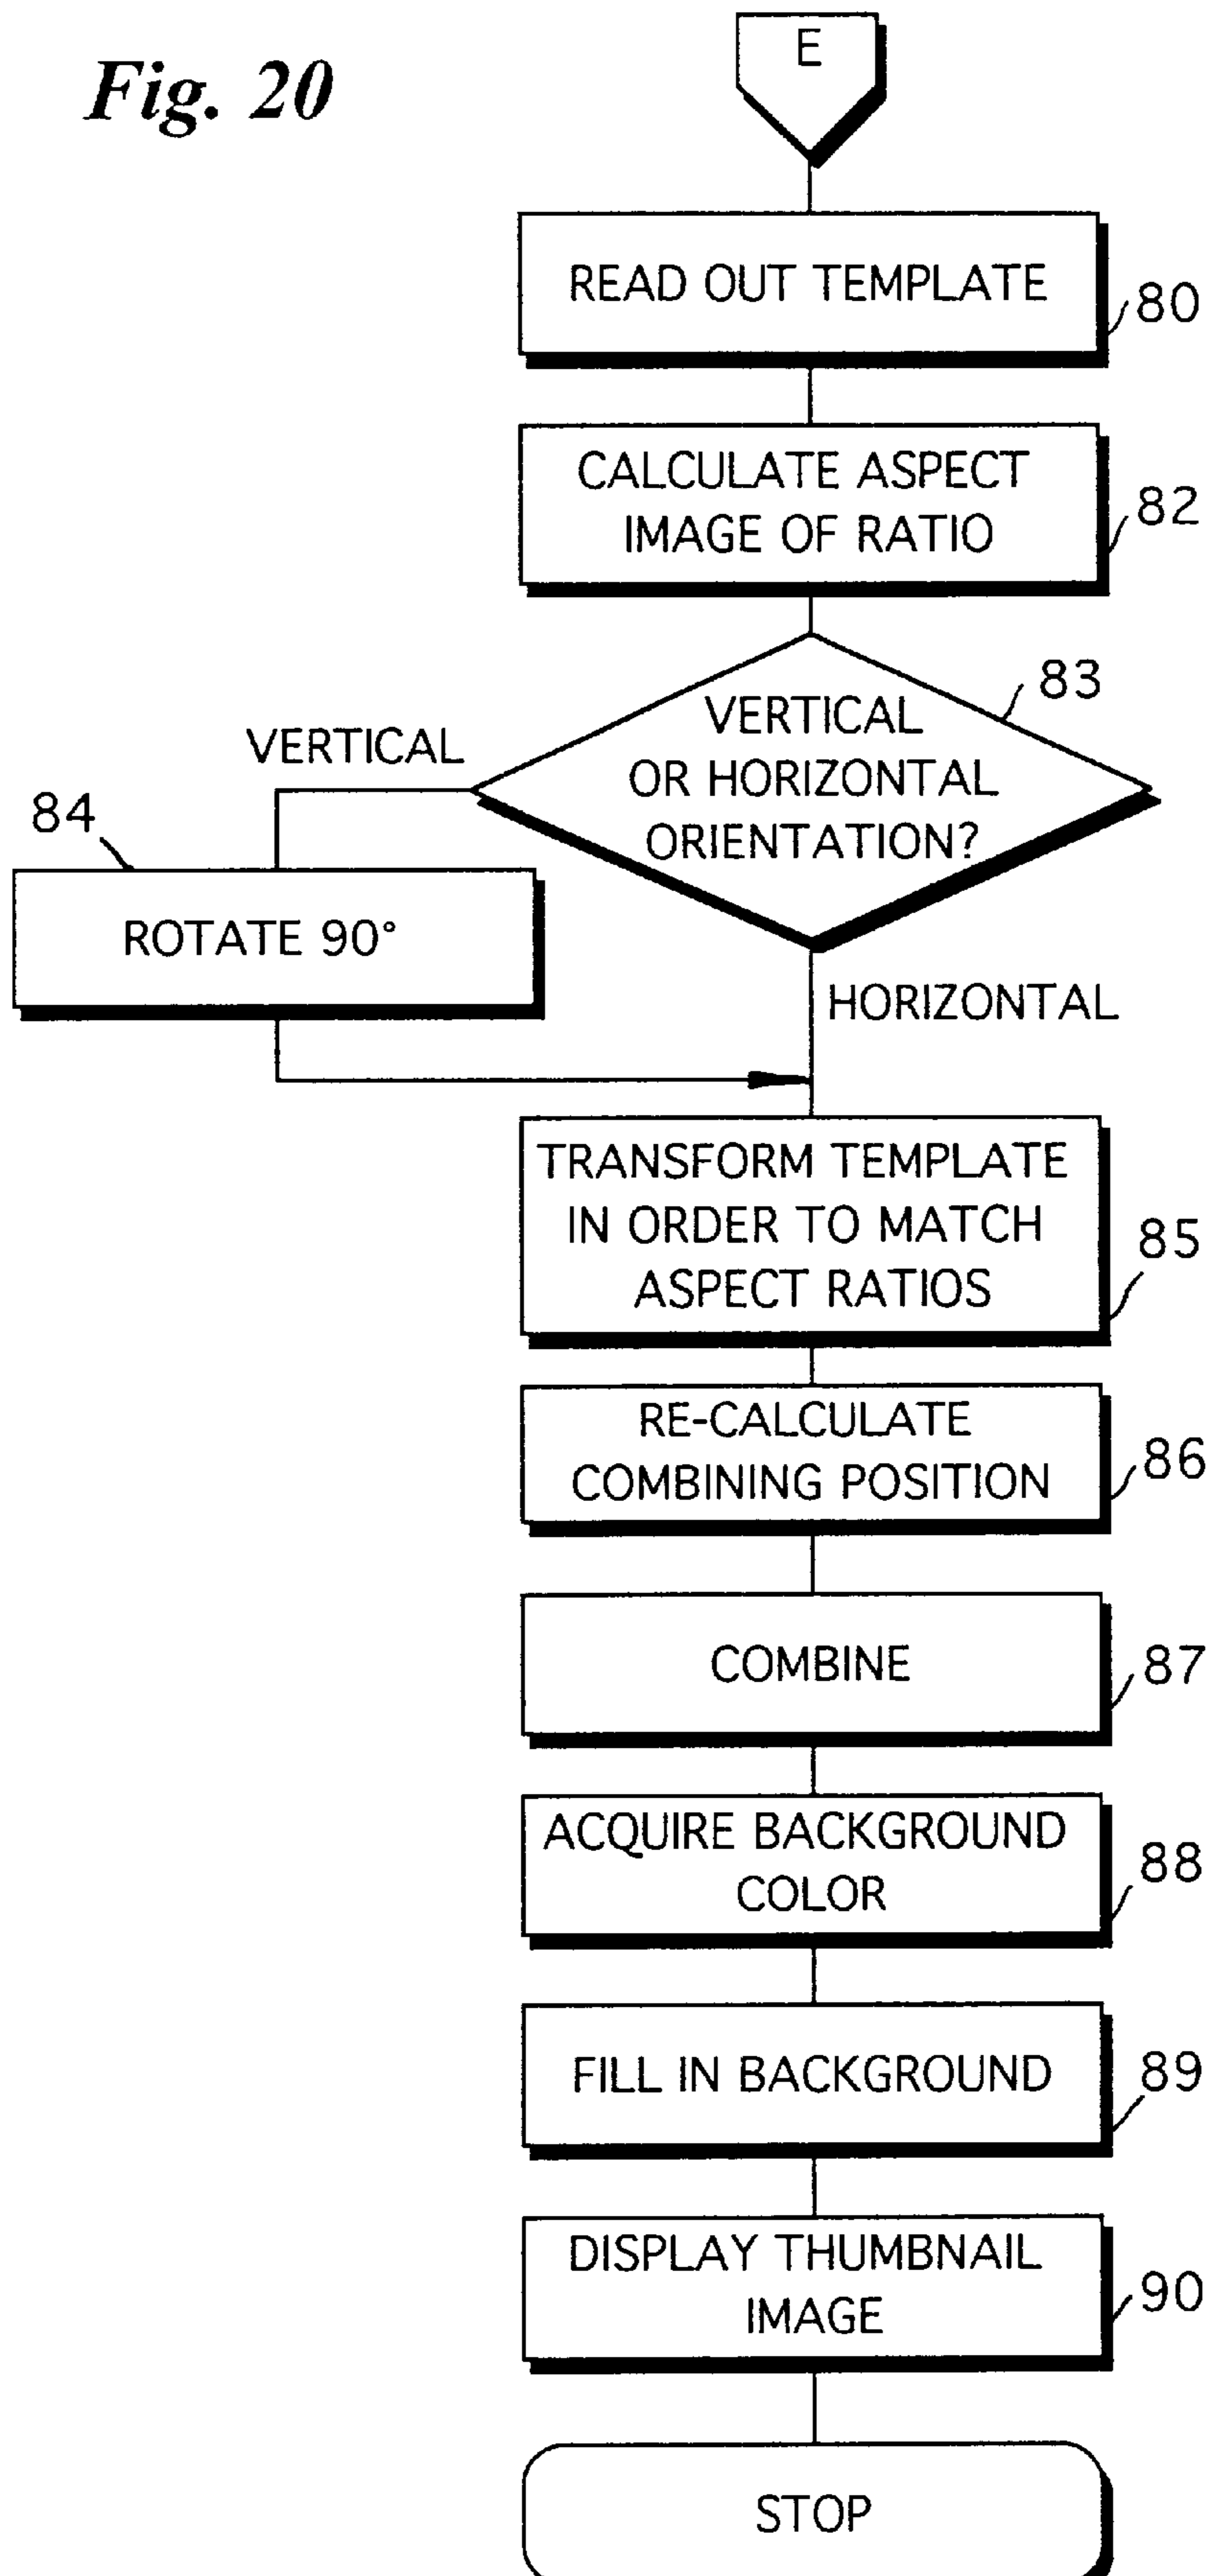 Fig. 20
E
READ OUT TEMPLATE
80
CALCULATE ASPECT
IMAGE OF RATIO
82
83
VERTICAL
OR HORIZONTAL
ORIENTATION?
VERTICAL
84
ROTATE 90°
HORIZONTAL
TRANSFORM TEMPLATE
IN ORDER TO MATCH
ASPECT RATIOS
85
RE-CALCULATE
COMBINING POSITION
86
COMBINE
87
ACQUIRE BACKGROUND
COLOR
88
FILL IN BACKGROUND
89
DISPLAY THUMBNAIL
IMAGE
90
STOP